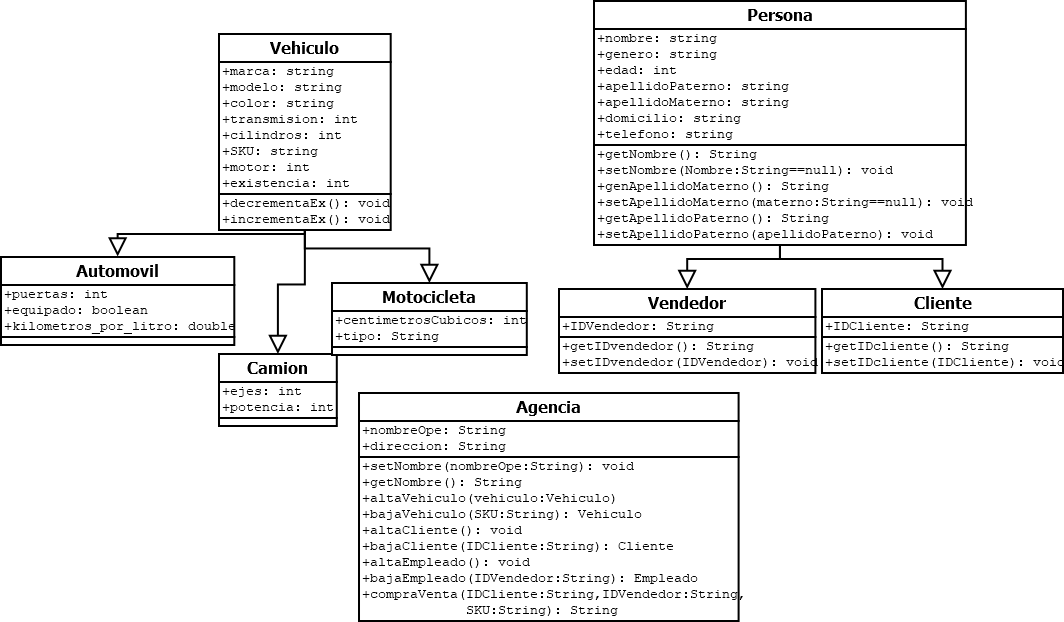 Vehiculo
+marca: string
+modelo: string
+color: string
+transmision: int
+cilindros: int
+SKU: string
+motor: int
+existencia: int
+decrementaEx(): void
+incrementaEx(): void
Persona
+nombre: string
+genero: string
+edad: int
+apellidoPaterno: string
+apellidoMaterno: string
+domicilio: string
+telefono: string
+getNombre(): String
+setNombre(Nombre:String==null): void
+genApellidoMaterno(): String
+setApellidoMaterno(materno:String==null): void
+getApellidoPaterno(): String
+setApellidoPaterno(apellidoPaterno): void
Automovil
+puertas: int
+equipado: boolean
+kilometros_por_litro: double
Motocicleta
+centimetrosCubicos: int
+tipo: String
Camion
+ejes: int
+potencia: int
Vendedor
+IDVendedor: String
+getIDvendedor(): String
+setIDvendedor(IDVendedor): void
Cliente
+IDCliente: String
+getIDcliente(): String
+setIDcliente(IDCliente): void
Agencia
+nombreOpe: String
+direccion: String
+setNombre(nombreOpe:String): void
+getNombre(): String
+altaVehiculo(vehiculo:Vehiculo)
+bajaVehiculo(SKU:String): Vehiculo
+altaCliente(): void
+bajaCliente(IDCliente:String): Cliente
+altaEmpleado(): void
+bajaEmpleado(IDVendedor:String): Empleado
+compraVenta(IDCliente:String,IDVendedor:String,
SKU:String): String